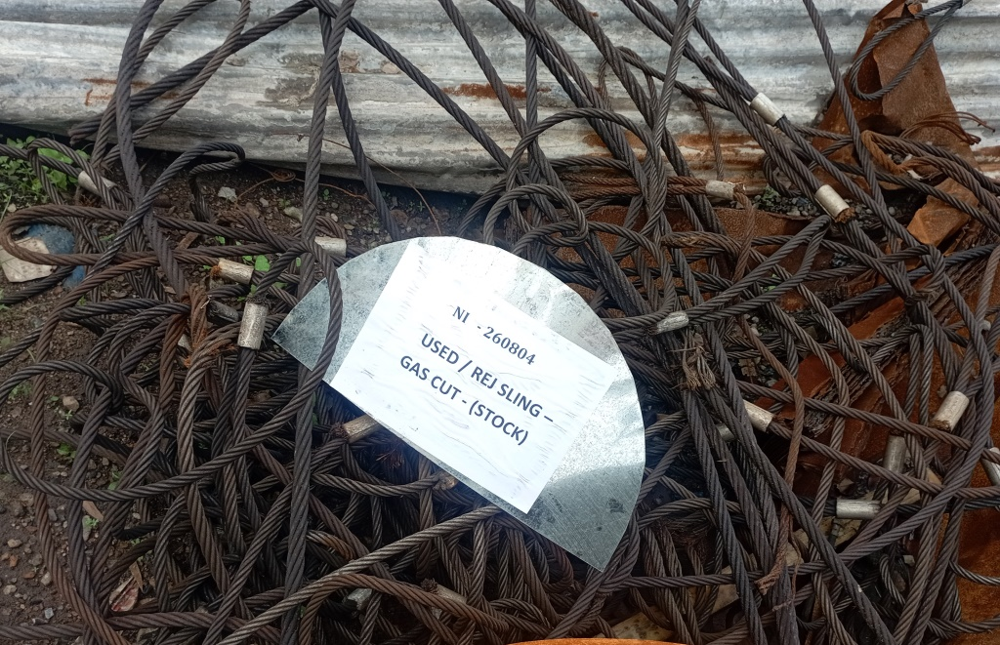 NI - 260804
USED / REJ SLING –
GAS CUT - (STOCK)